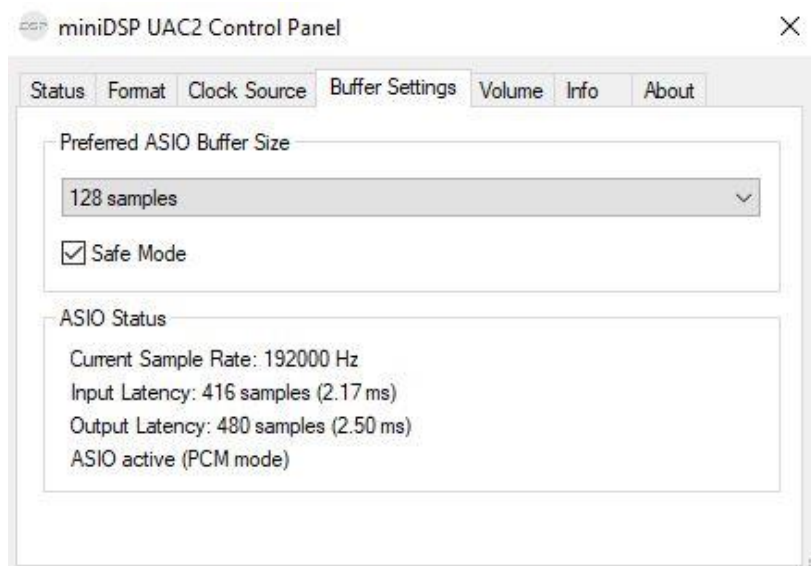 miniDSP UAC2 Control Panel
Status Format Clock Source Buffer Settings Volume Info About
Preferred ASIO Buffer Size
128 samples
Safe Mode
ASIO Status
Current Sample Rate: 192000 Hz
Input Latency: 416 samples (2.17 ms)
Output Latency: 480 samples (2.50 ms)
ASIO active (PCM mode)